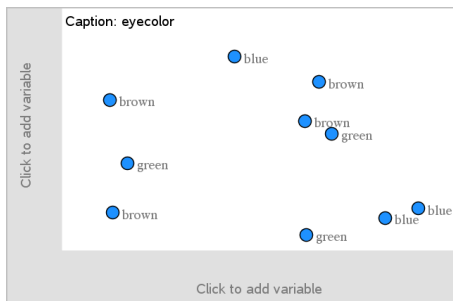 Caption: eyecolor
blue
brown
brown
brown
green
green
brown
blue
blue
green
Click to add variable
Click to add variable